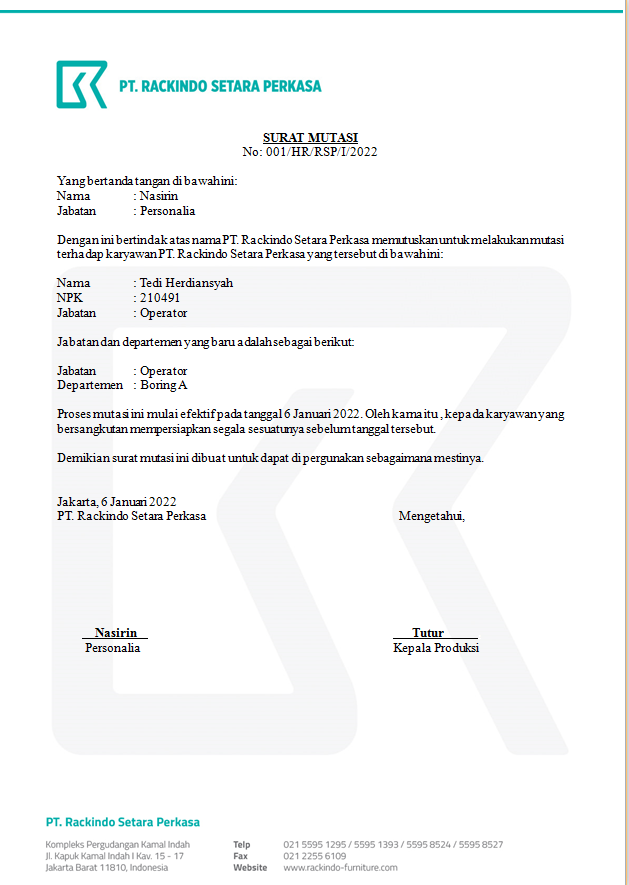 PT. RACKINDO SETARA PERKASA
SURAT MUTASI
No: 001/HR/RSP/I/2022
Yang bertanda tangan di bawah ini:
Nama : Nasirin
Jabatan : Personalia
Dengan ini bertindak atas nama PT. Rackindo Setara Perkasa memutuskan untuk melakukan mutasi
terhadap karyawan PT. Rackindo Setara Perkasa yang tersebut di bawah ini:
Nama : Tedi Herdiansyah
NPK : 210491
Jabatan : Operator
Jabatan dan departemen yang baru adalah sebagai berikut:
Jabatan : Operator
Departemen : Boring A
Proses mutasi ini mulai efektif pada tanggal 6 Januari 2022. Oleh karna itu , kepada karyawan yang
bersangkutan mempersiapkan segala sesuatunya sebelum tanggal tersebut.
Demikian surat mutasi ini dibuat untuk dapat di pergunakan sebagaimana mestinya.
Jakarta, 6 Januari 2022
PT. Rackindo Setara Perkasa Mengetahui,
Nasirin Tutur
Personalia Kepala Produksi
PT. Rackindo Setara Perkasa
Kompleks Pergudangan Kamal Indah Telp 021 5595 1295 / 5595 1393 / 5595 8524 / 5595 8527
Jl. Kapuk Kamal Indah I Kav. 15 - 17 Fax 021 2255 6109
Jakarta Barat 11810, Indonesia Website www.rackindo-furniture.com